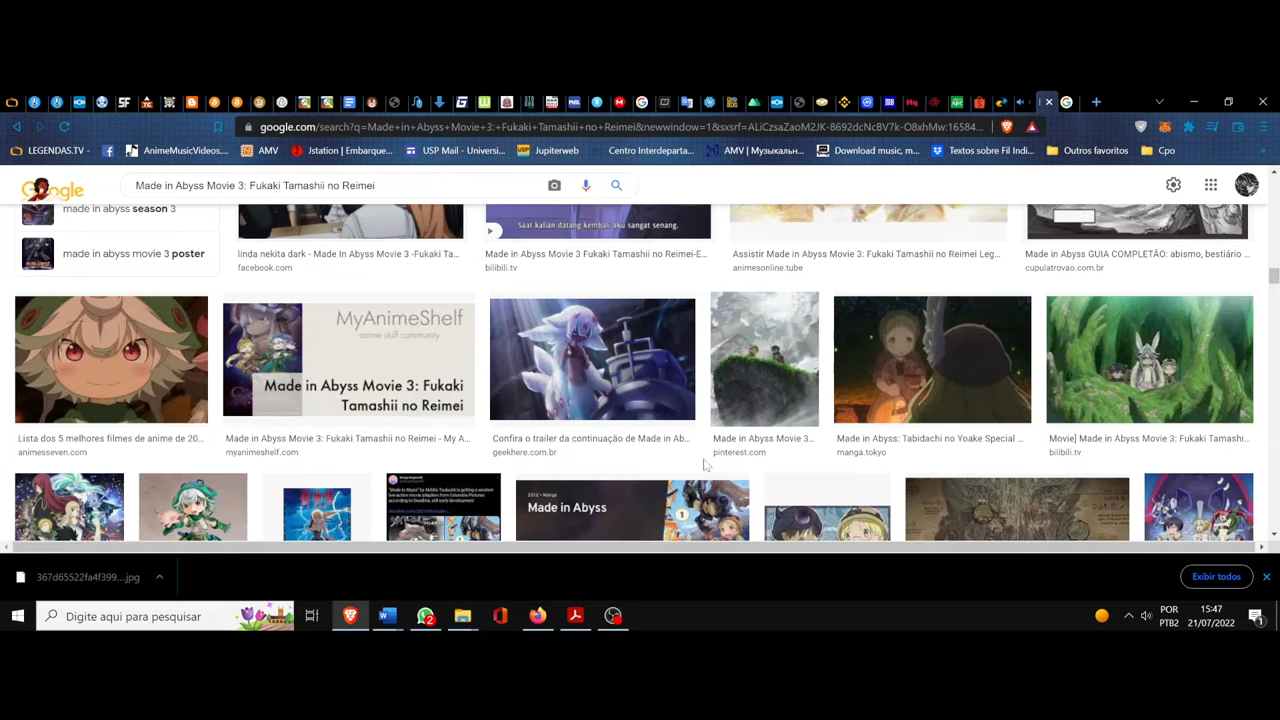 google.com/search?q=Made+in+Abyss+Movie+3:+Fukaki+Tamashii+no+Reimei&newwindow=1&sxsrf=ALiCzsaZaoM2JK-8692dcNcBV7k-O8xhMw:16584...
LEGENDAS.TV
AnimeMusicVideos...
AMV
Jstation | Embarque...
USP Mail - Universi...
Jupiterweb
Centro Interdeparta...
AMV | Музыкальн...
Download music, m...
Textos sobre Fil Indi...
Outros favoritos
Cpo
Google
Made in Abyss Movie 3: Fukaki Tamashii no Reimei
made in abyss season 3
made in abyss movie 3 poster
Saat kalian datang kembali aku sangat senang.
linda nekita dark - Made In Abyss Movie 3 -Fukaki Ta...
facebook.com
Made in Abyss Movie 3 Fukaki Tamashii no Reimei-E...
bilibili.tv
Assistir Made in Abyss Movie 3: Fukaki Tamashii no Reimei Leg...
animesonline.tube
Made in Abyss GUIA COMPLETÃO: abismo, bestiário ...
cupulatrovao.com.br
MyAnimeShelf
anime stuff community
Made in Abyss Movie 3: Fukaki
Tamashii no Reimei
Lista dos 5 melhores filmes de anime de 20...
animesseven.com
Made in Abyss Movie 3: Fukaki Tamashii no Reimei - My A...
myanimeshelf.com
Confira o trailer da continuação de Made in Ab...
geekhere.com.br
Made in Abyss Movie 3...
pinterest.com
Made in Abyss: Tabidachi no Yoake Special ...
manga.tokyo
Movie] Made in Abyss Movie 3: Fukaki Tamashi...
bilibili.tv
2012 • Manga
Made in Abyss
367d65522fa4f399....jpg
Exibir todos
Digite aqui para pesquisar
2
POR
PTB2
15:47
21/07/2022
1